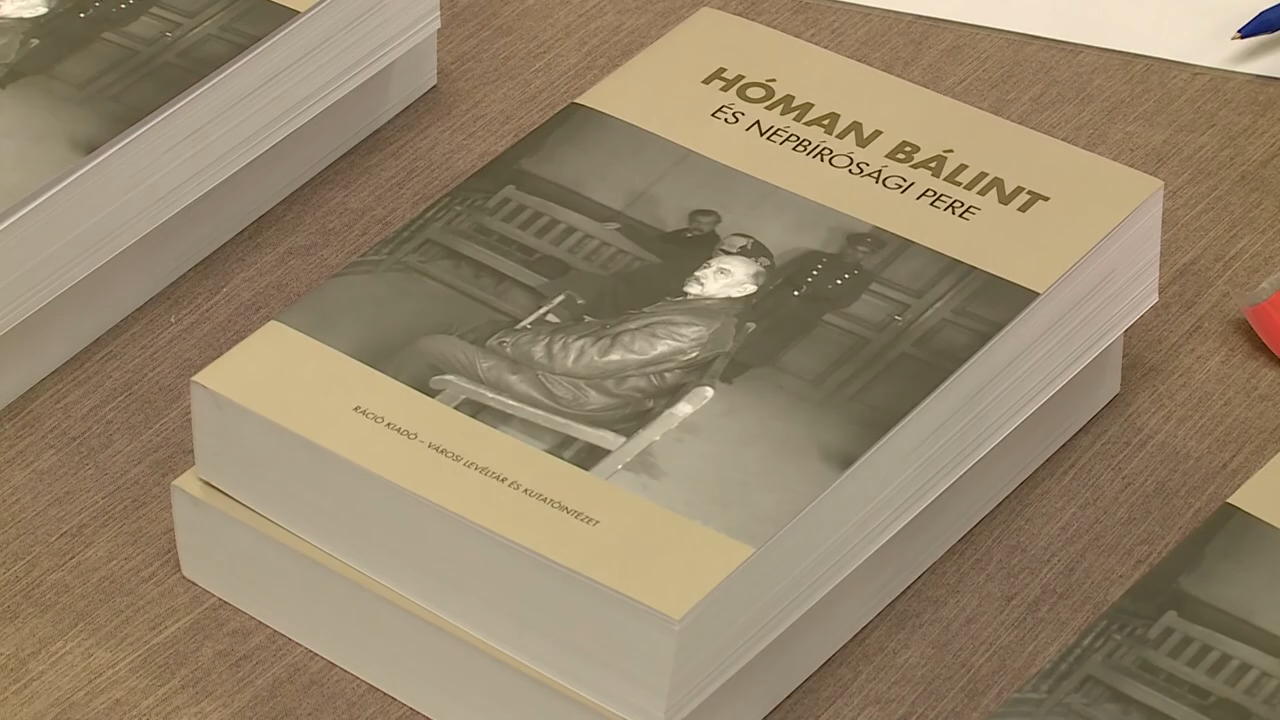 HÓMAN BÁLINT
ÉS NÉPBÍRÓSÁGI PERE
RÁCIÓ KIADÓ – VÁROSI LEVÉLTÁR ÉS KUTATÓINTÉZET